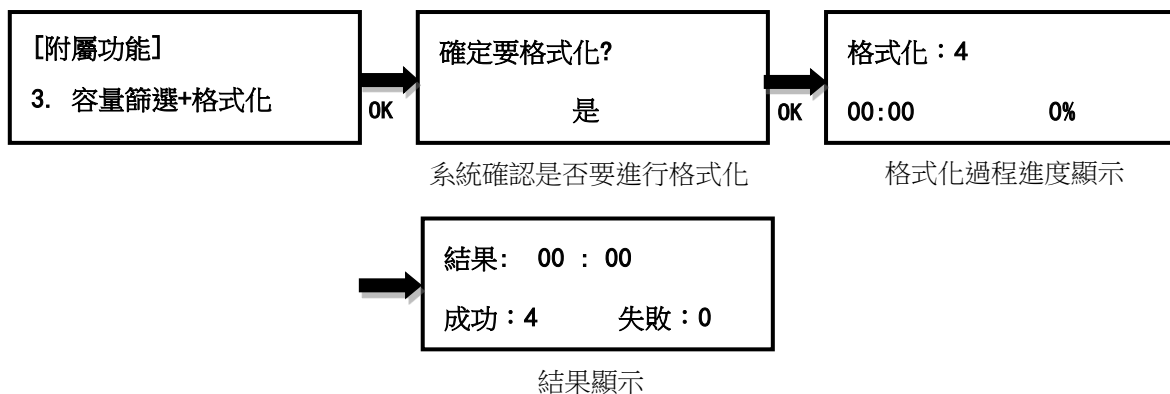 [附屬功能]
3. 容量篩選+格式化
OK
確定要格式化?
是
系統確認是否要進行格式化
OK
格式化：4
00:00 0%
格式化過程進度顯示
結果: 00 : 00
成功：4 失敗：0
結果顯示